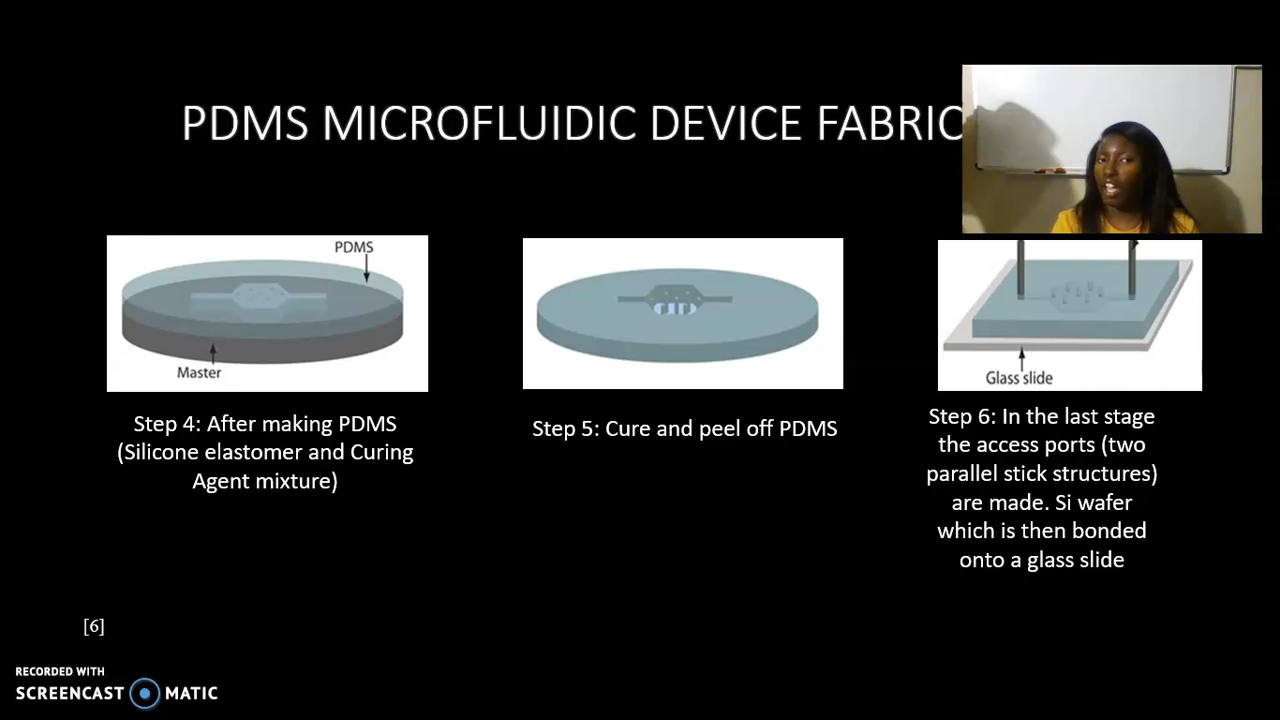 PDMS MICROFLUIDIC DEVICE FABRIC
PDMS
Master
Step 4: After making PDMS
(Silicone elastomer and Curing
Agent mixture)
Step 5: Cure and peel off PDMS
Glass slide
Step 6: In the last stage
the access ports (two
parallel stick structures)
are made. Si wafer
which is then bonded
onto a glass slide
[6]
RECORDED WITH
SCREENCAST MATIC